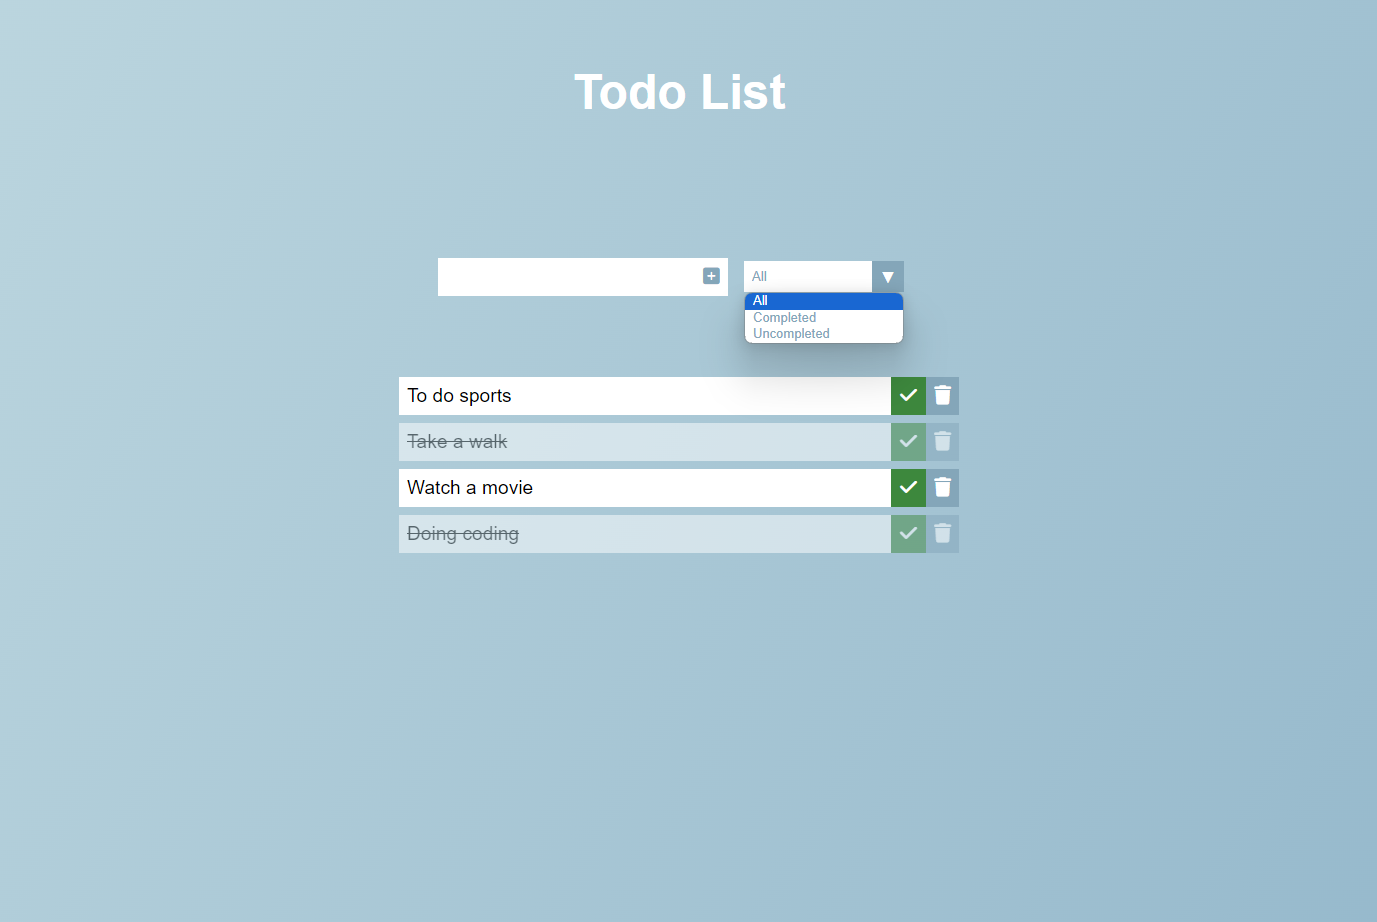 Todo List
All
All
Completed
Uncompleted
To do sports
Take a walk
Watch a movie
Doing coding